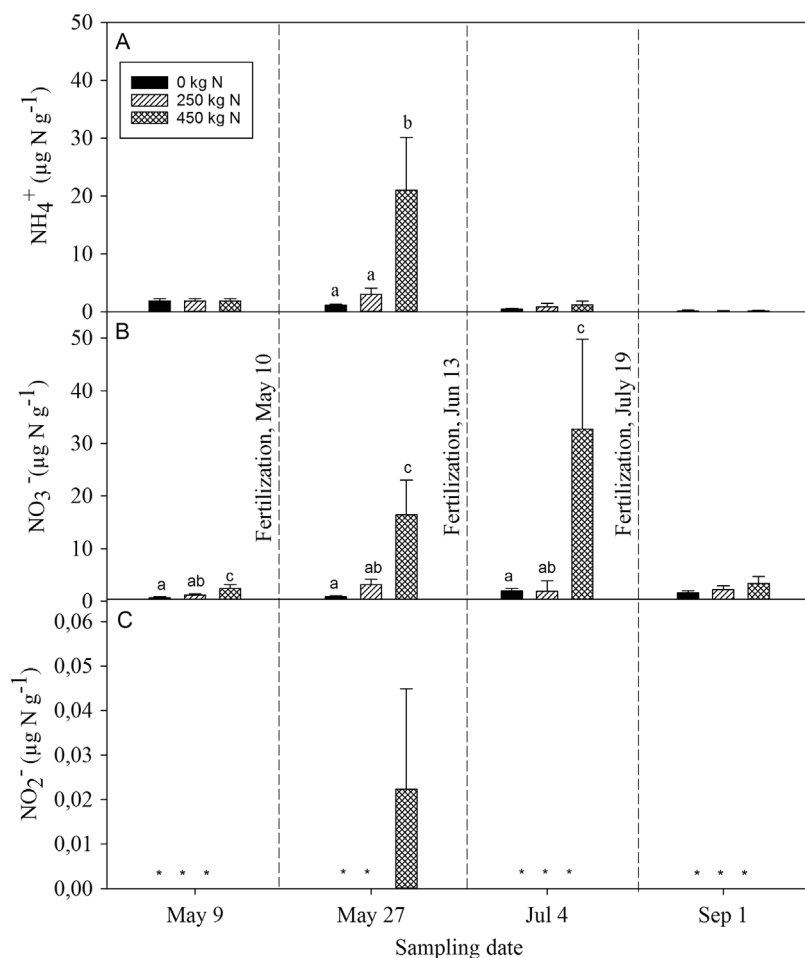 A
0 kg N
250 kg N
450 kg N
NH₄⁺ (µg N g⁻¹)
50
40
30
20
10
0
a
a
b
B
NO₃⁻ (µg N g⁻¹)
50
40
30
20
10
0
a
ab
c
a
ab
c
a
ab
c
Fertilization, May 10
Fertilization, Jun 13
Fertilization, July 19
C
NO₂⁻ (µg N g⁻¹)
0,06
0,05
0,04
0,03
0,02
0,01
0,00
* * *
* *
* * *
* * *
May 9
May 27
Jul 4
Sep 1
Sampling date